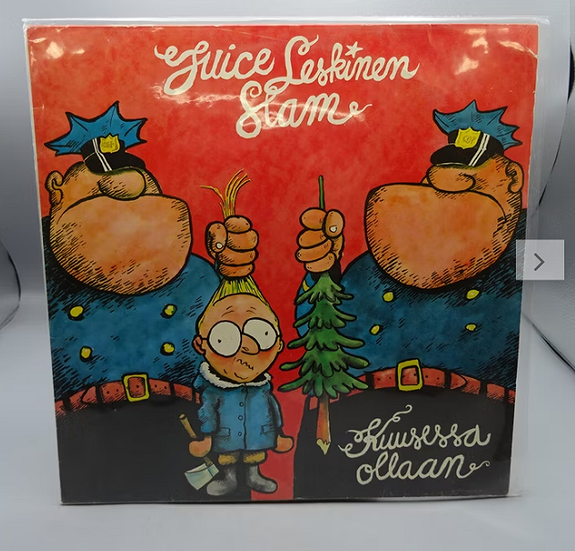 Juice Leskinen
Slam
Kuusessa
ollaan